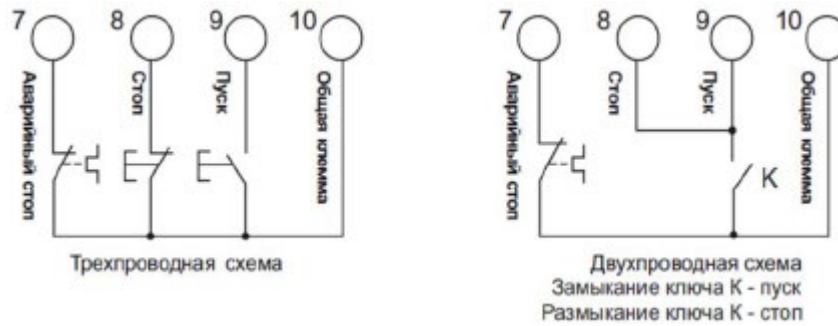 7 8 9 10
Аварийный стоп
Стоп
Пуск
Общая клемма
Трехпроводная схема
7 8 9 10
Аварийный стоп
Стоп
Пуск
Общая клемма
К
Двухпроводная схема
Замыкание ключа К - пуск
Размыкание ключа К - стоп